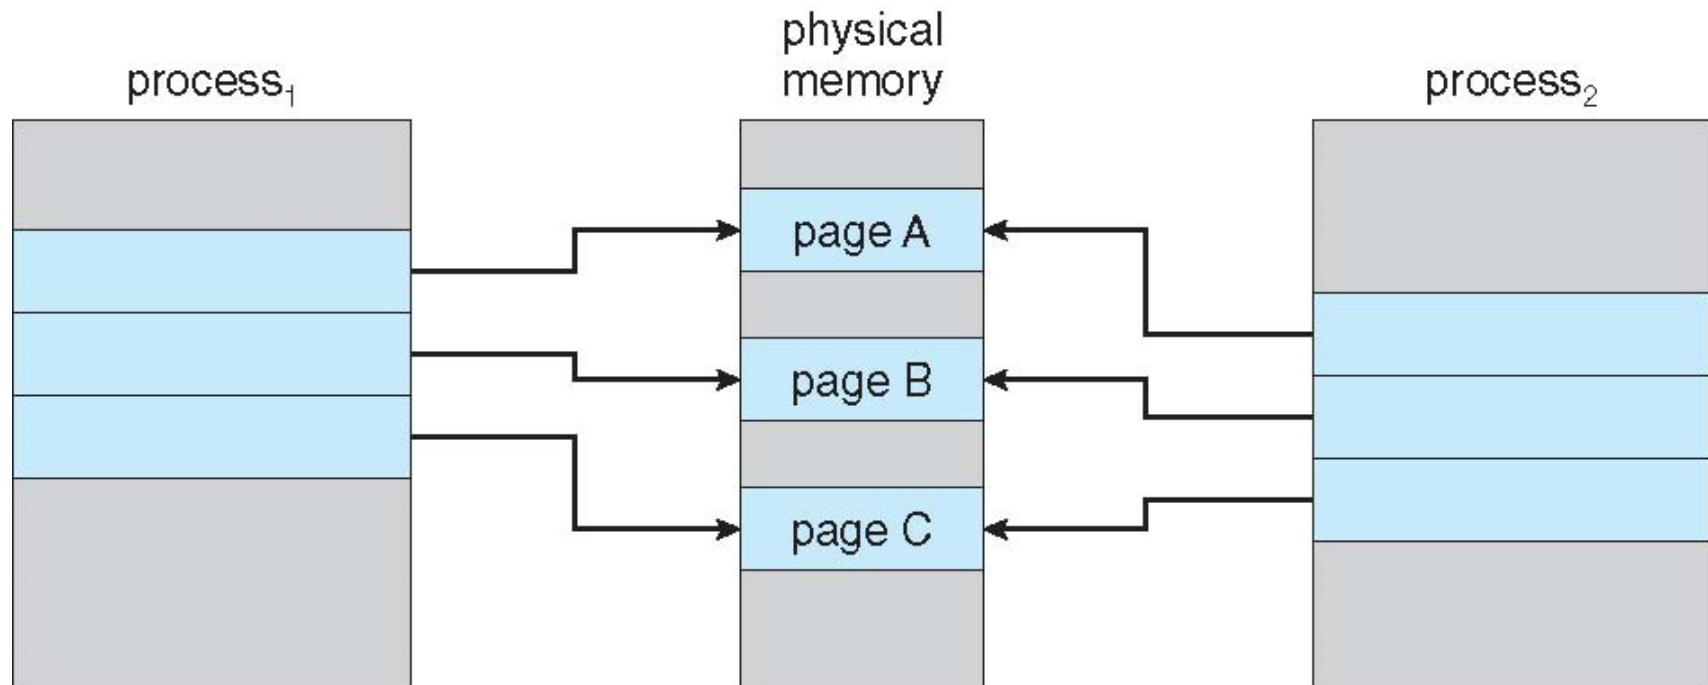 process₁
physical
memory
process₂
page A
page B
page C